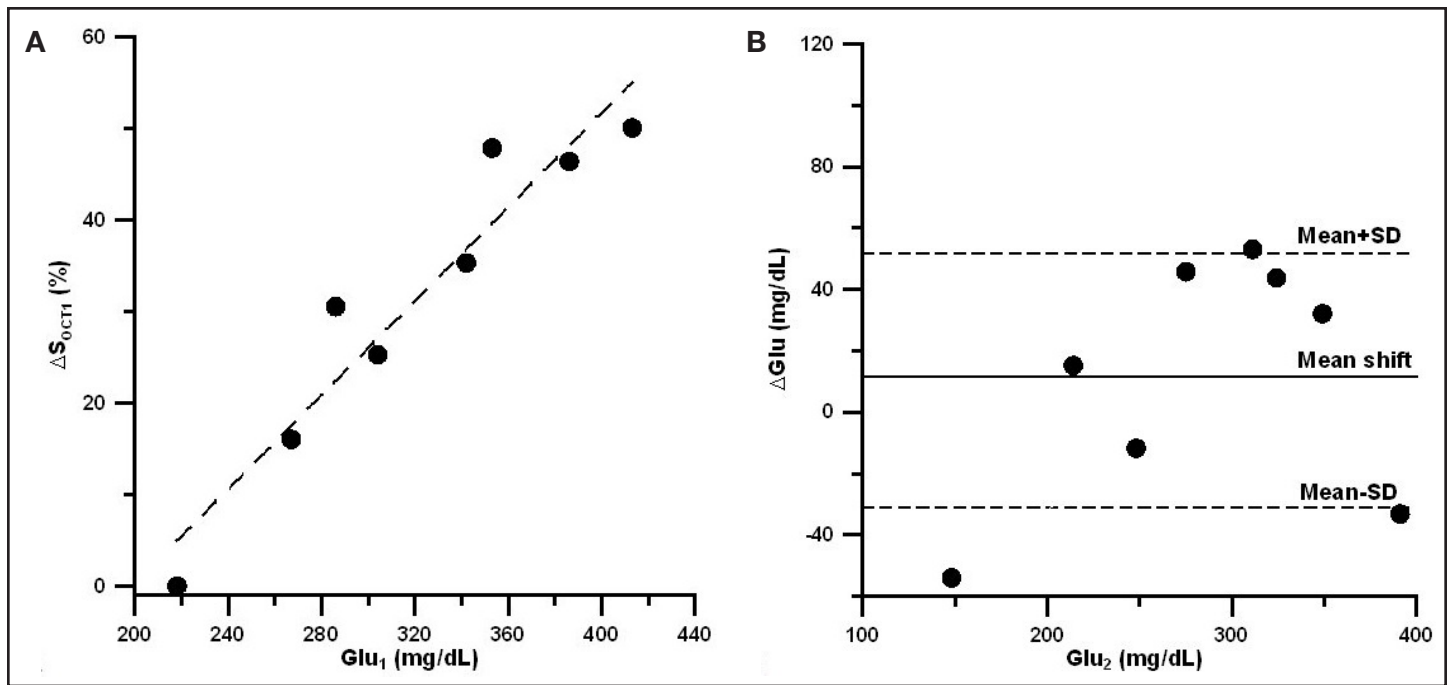 A
60
40
20
0
200 240 280 320 360 400 440
ΔS_OCT1 (%)
Glu₁ (mg/dL)
B
120
80
40
0
-40
100 200 300 400
ΔGlu (mg/dL)
Glu₂ (mg/dL)
Mean+SD
Mean shift
Mean-SD